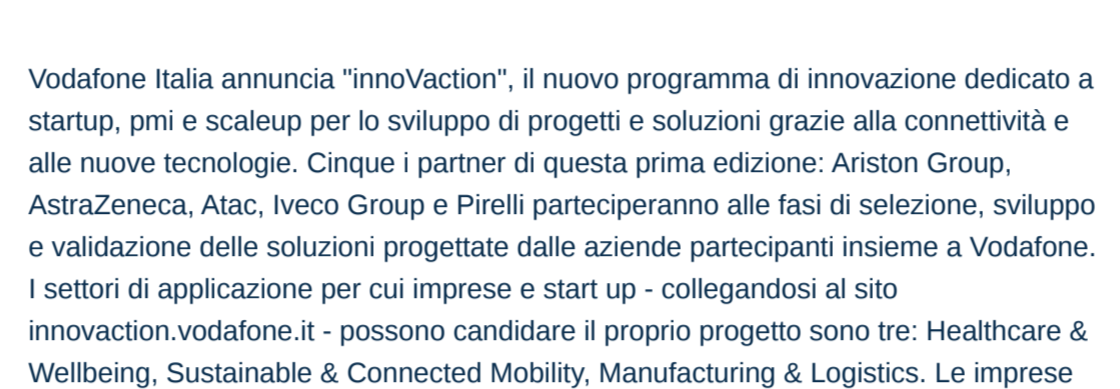 Vodafone Italia annuncia "innoVaction", il nuovo programma di innovazione dedicato a
startup, pmi e scaleup per lo sviluppo di progetti e soluzioni grazie alla connettività e
alle nuove tecnologie. Cinque i partner di questa prima edizione: Ariston Group,
AstraZeneca, Atac, Iveco Group e Pirelli parteciperanno alle fasi di selezione, sviluppo
e validazione delle soluzioni progettate dalle aziende partecipanti insieme a Vodafone.
I settori di applicazione per cui imprese e start up - collegandosi al sito
innovaction.vodafone.it - possono candidare il proprio progetto sono tre: Healthcare &
Wellbeing, Sustainable & Connected Mobility, Manufacturing & Logistics. Le imprese